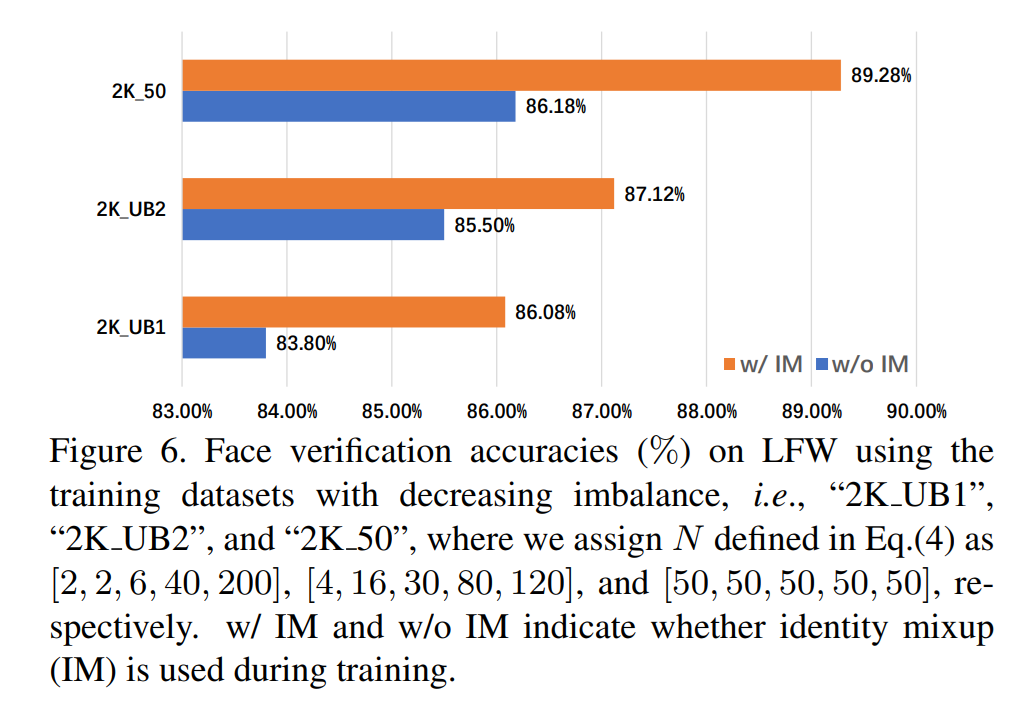 2K_50
89.28%
86.18%
2K_UB2
87.12%
85.50%
2K_UB1
86.08%
83.80%
w/ IM w/o IM
83.00% 84.00% 85.00% 86.00% 87.00% 88.00% 89.00% 90.00%
Figure 6. Face verification accuracies (%) on LFW using the
training datasets with decreasing imbalance, i.e., “2K_UB1”,
“2K_UB2”, and “2K_50”, where we assign N defined in Eq.(4) as
[2, 2, 6, 40, 200], [4, 16, 30, 80, 120], and [50, 50, 50, 50, 50], re-
spectively. w/ IM and w/o IM indicate whether identity mixup
(IM) is used during training.